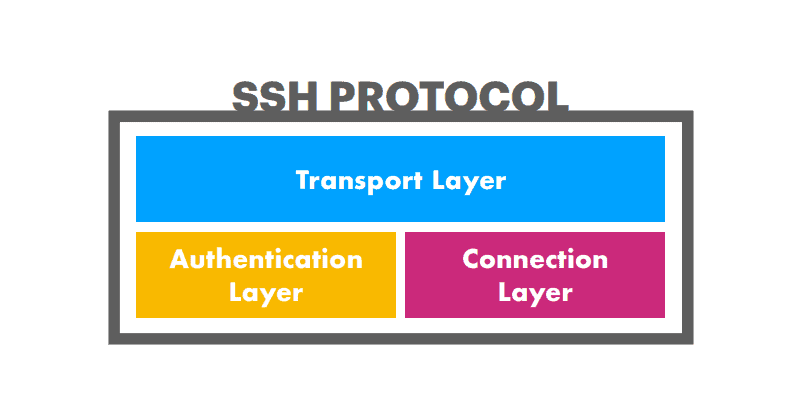 SSH PROTOCOL
Transport Layer
Authentication
Layer
Connection
Layer